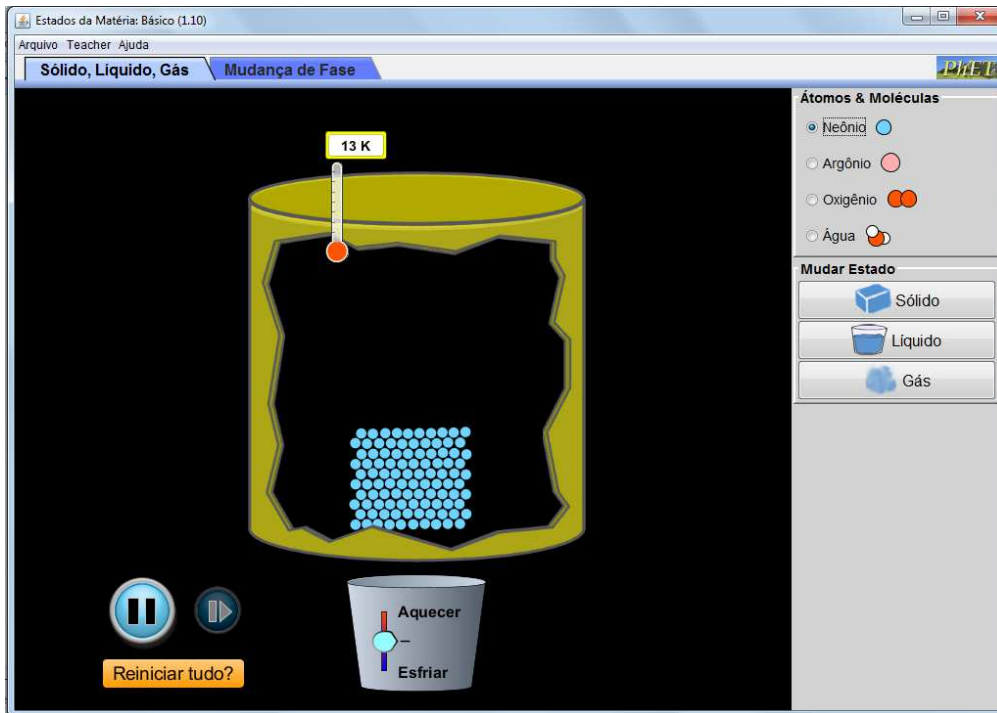 Estados da Matéria: Básico (1.10)
Arquivo Teacher Ajuda
Sólido, Líquido, Gás
Mudança de Fase
PhET
13 K
Átomos & Moléculas
Neônio
Argônio
Oxigênio
Água
Mudar Estado
Sólido
Líquido
Gás
Aquecer
Esfriar
Reiniciar tudo?